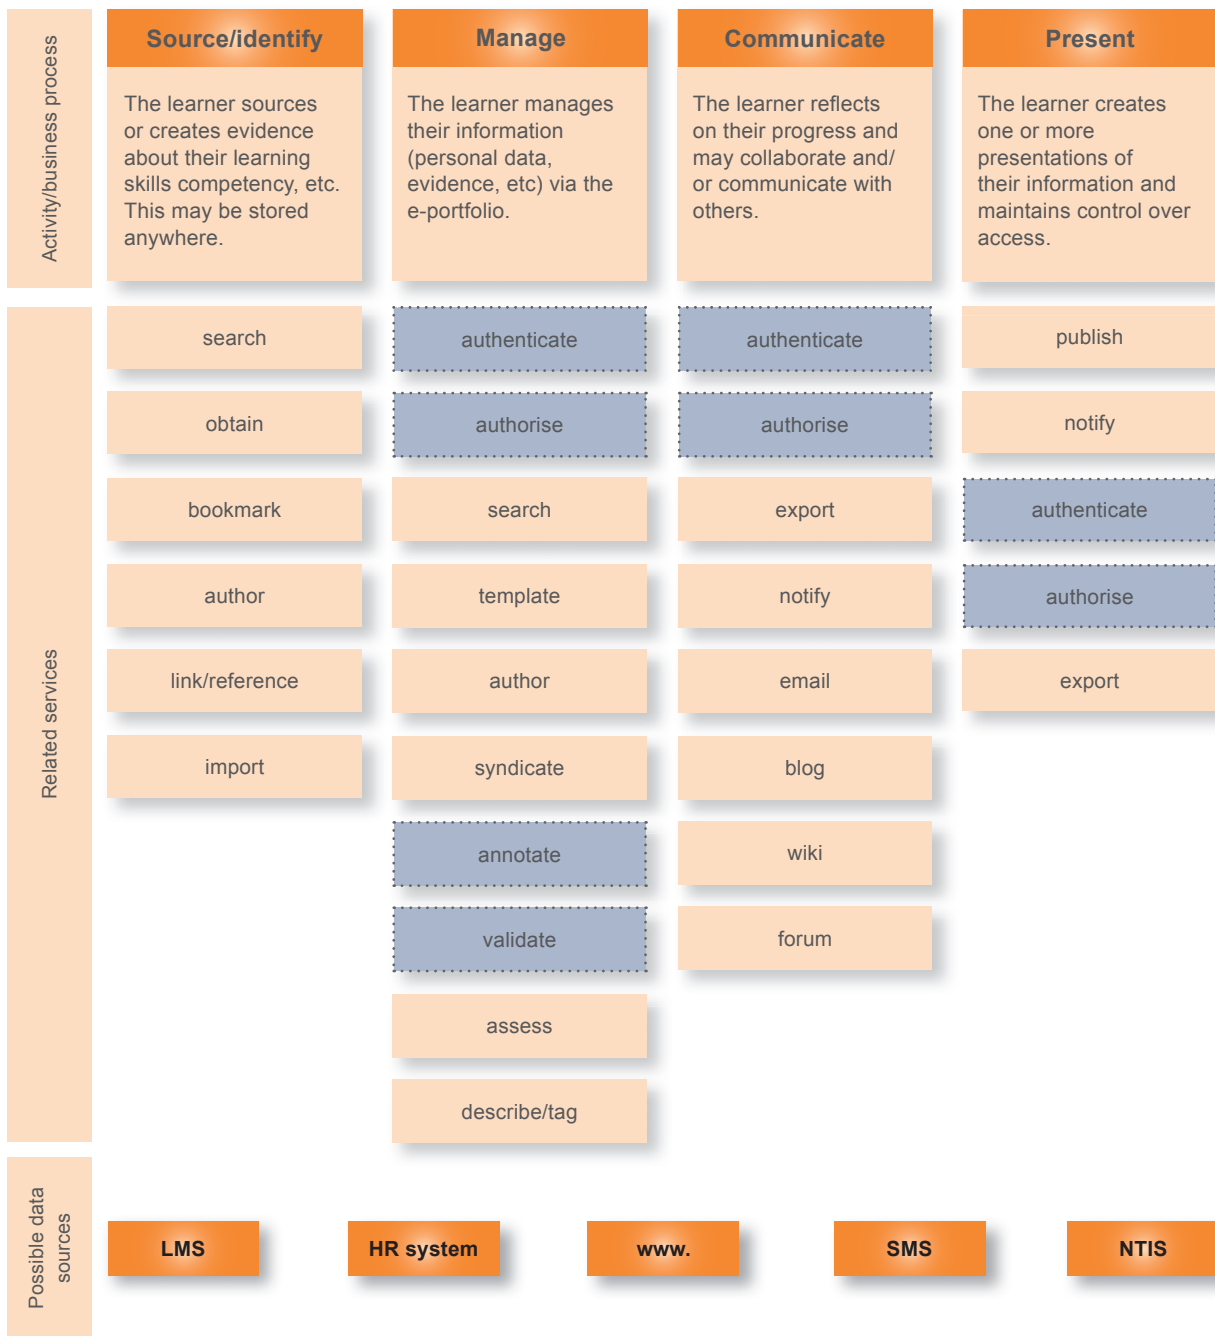 Activity/business process
Source/identify
The learner sources
or creates evidence
about their learning
skills competency, etc.
This may be stored
anywhere.
Manage
The learner manages
their information
(personal data,
evidence, etc) via the
e-portfolio.
Communicate
The learner reflects
on their progress and
may collaborate and/
or communicate with
others.
Present
The learner creates
one or more
presentations of
their information and
maintains control over
access.
Related services
search
obtain
bookmark
author
link/reference
import
authenticate
authorise
search
template
author
syndicate
annotate
validate
assess
describe/tag
authenticate
authorise
export
notify
email
blog
wiki
forum
publish
notify
authenticate
authorise
export
Possible data
sources
LMS
HR system
www.
SMS
NTIS